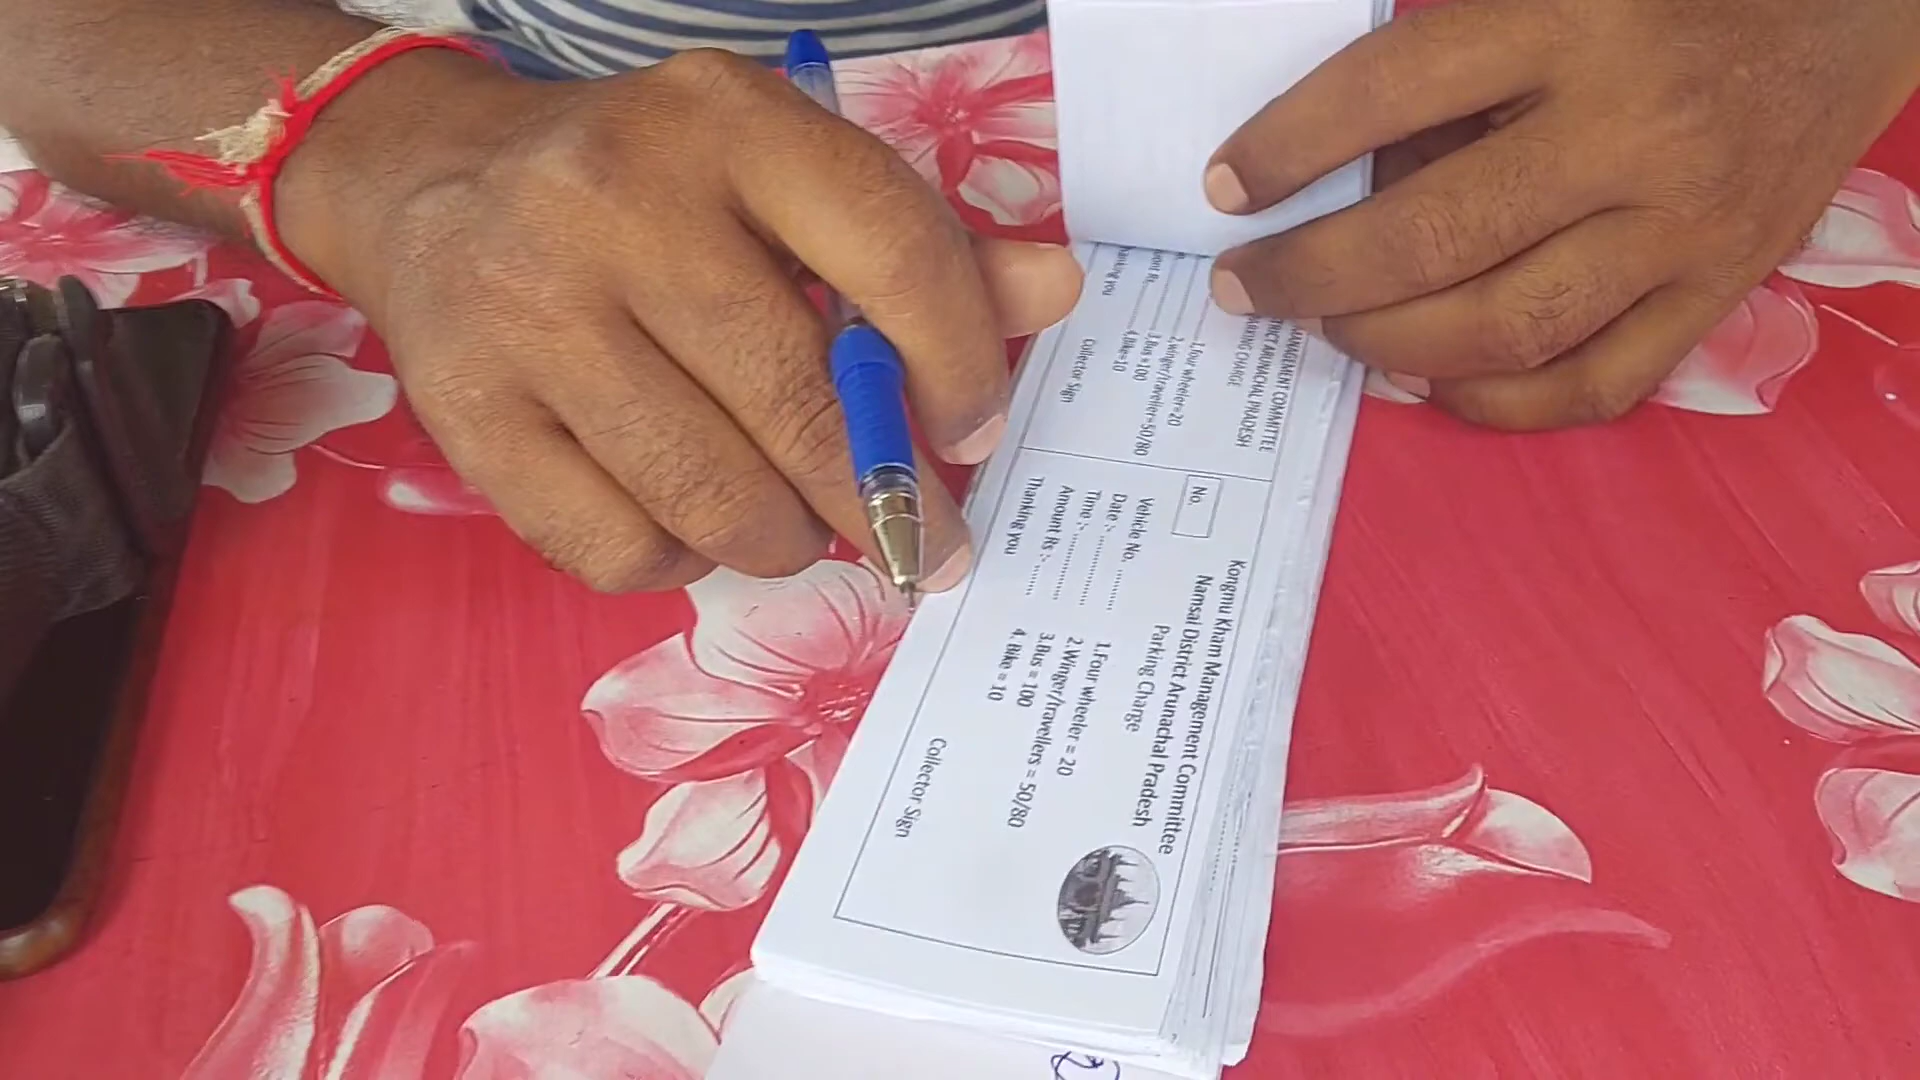 MANAGEMENT COMMITTEE
TRICT ARUNACHAL PRADESH
PARKING CHARGE
1.four wheeler=20
2.winger/traveller=50/80
3.Bus=100
4.Bike=10
Collector Sign
No.
Kongmu Kham Management Committee
Namsai District Arunachal Pradesh
Parking Charge
Vehicle No. ..........
Date :- ................
Time :- ................
Amount Rs :- ........
Thanking you ........
1.Four wheeler = 20
2.Winger/travellers = 50/80
3.Bus = 100
4. Bike = 10
Collector Sign